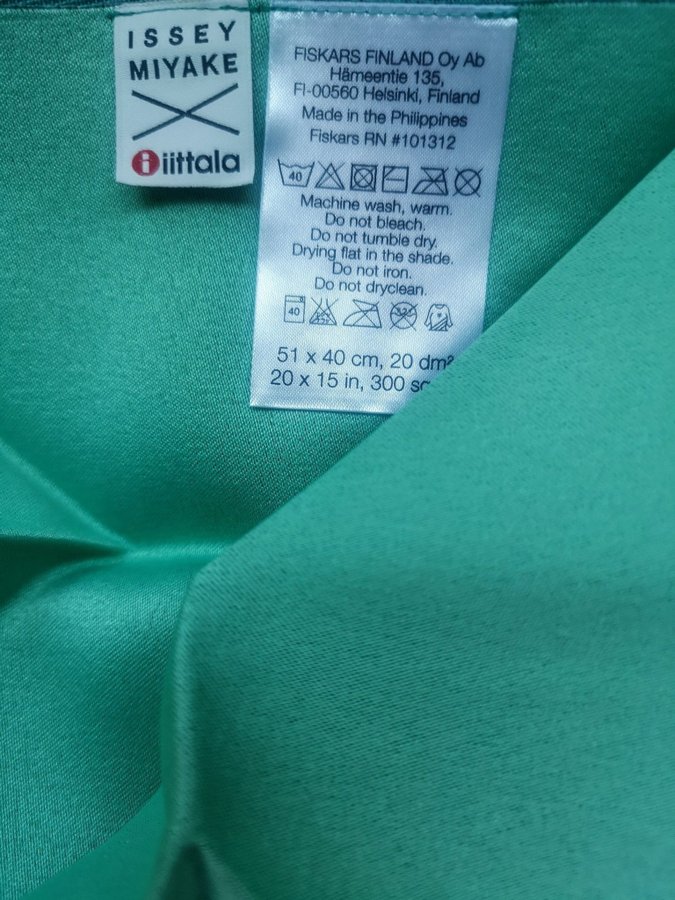 ISSEY
MIYAKE
iittala
FISKARS FINLAND Oy Ab
Hämeentie 135,
FI-00560 Helsinki, Finland
Made in the Philippines
Fiskars RN #101312
40
Machine wash, warm.
Do not bleach.
Do not tumble dry.
Drying flat in the shade.
Do not iron.
Do not dryclean.
40
51 x 40 cm, 20 dm²
20 x 15 in, 300